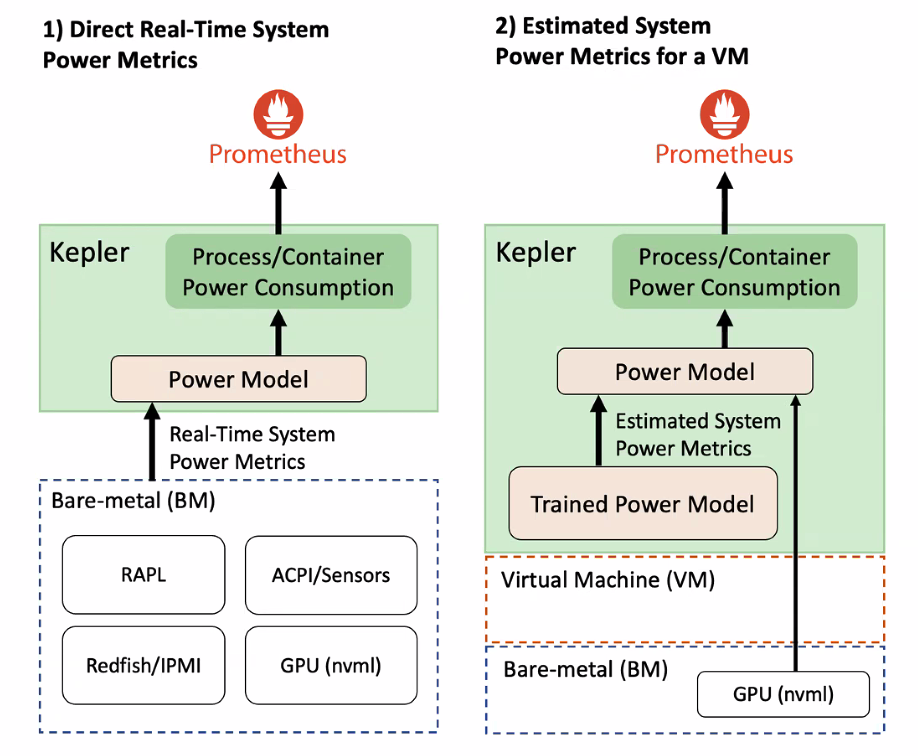 1) Direct Real-Time System
Power Metrics
Prometheus
Kepler
Process/Container
Power Consumption
Power Model
Real-Time System
Power Metrics
Bare-metal (BM)
RAPL
ACPI/Sensors
Redfish/IPMI
GPU (nvml)
2) Estimated System
Power Metrics for a VM
Prometheus
Kepler
Process/Container
Power Consumption
Power Model
Estimated System
Power Metrics
Trained Power Model
Virtual Machine (VM)
Bare-metal (BM)
GPU (nvml)